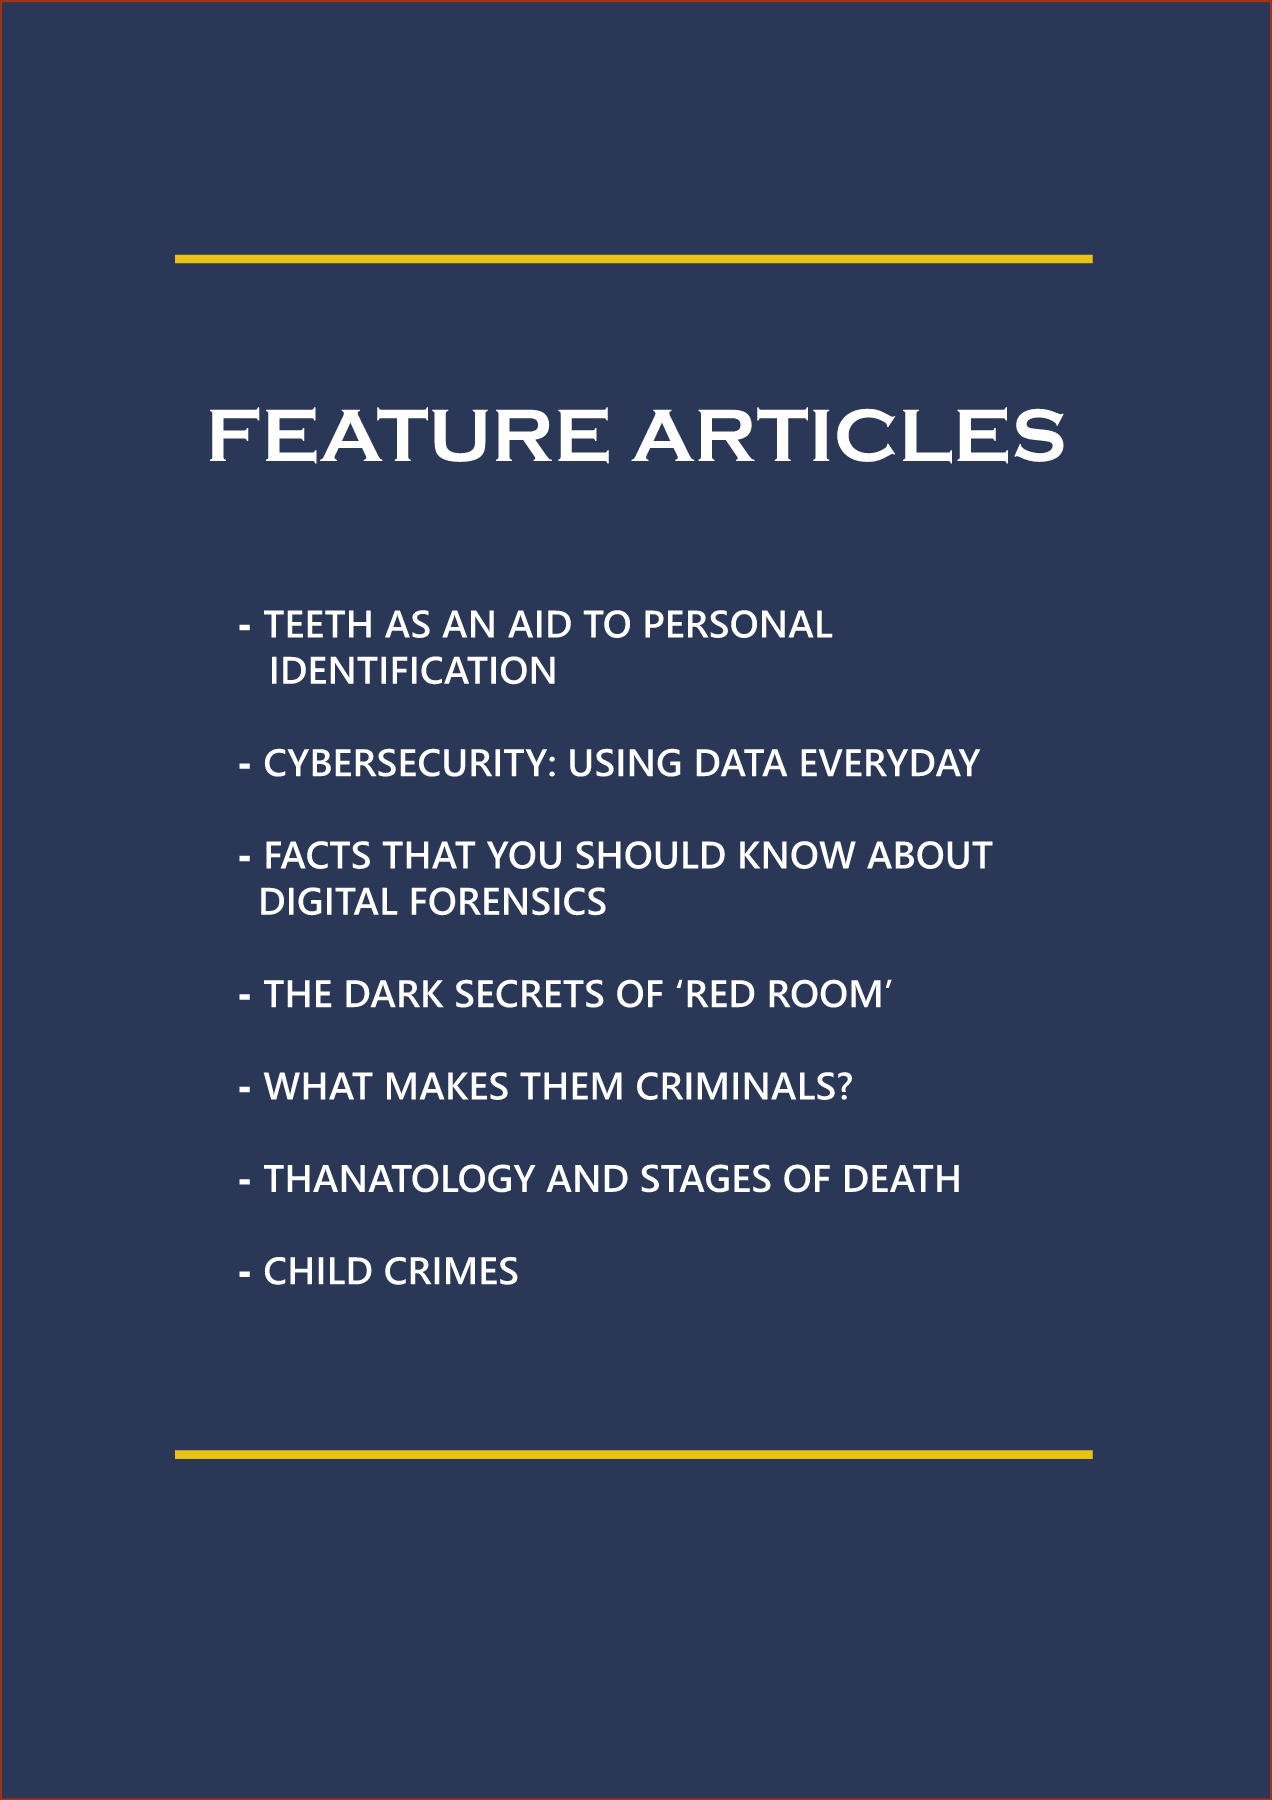 FEATURE ARTICLES
- TEETH AS AN AID TO PERSONAL
IDENTIFICATION
- CYBERSECURITY: USING DATA EVERYDAY
- FACTS THAT YOU SHOULD KNOW ABOUT
DIGITAL FORENSICS
- THE DARK SECRETS OF ‘RED ROOM’
- WHAT MAKES THEM CRIMINALS?
- THANATOLOGY AND STAGES OF DEATH
- CHILD CRIMES